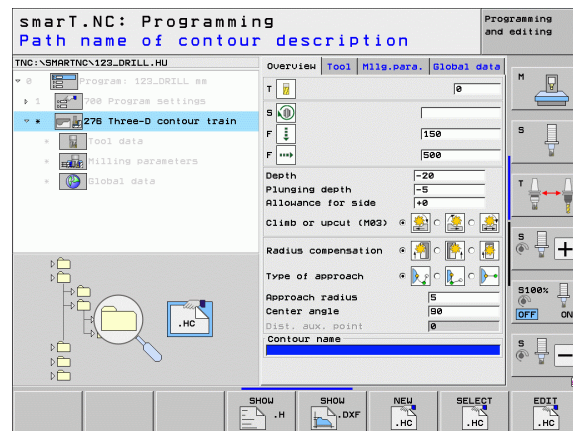 smarT.NC: Programming
Path name of contour description
Programming
and editing
TNC:\SMARTNC\123_DRILL.HU
0 Program: 123_DRILL mm
1 700 Program settings
* 276 Three-D contour train
* Tool data
* Milling parameters
* Global data
.HC
Overview Tool Mllg.para. Global data
T 0
S
F 150
F 500
Depth -20
Plunging depth -5
Allowance for side +0
Climb or upcut (M03)
Radius compensation
Type of approach
Approach radius 5
Center angle 90
Dist. aux. point 0
Contour name
M
S
T
S +
S100%
OFF ON
S −
SHOW .H
SHOW .DXF
NEW .HC
SELECT .HC
EDIT .HC